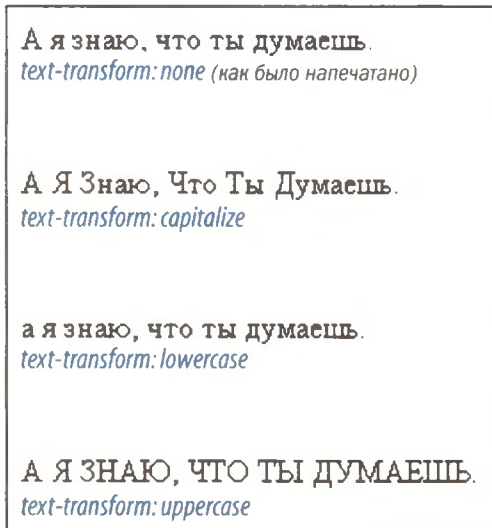 А я знаю, что ты думаешь.
text-transform: none (как было напечатано)
А Я Знаю, Что Ты Думаешь.
text-transform: capitalize
а я знаю, что ты думаешь.
text-transform: lowercase
А Я ЗНАЮ, ЧТО ТЫ ДУМАЕШЬ.
text-transform: uppercase